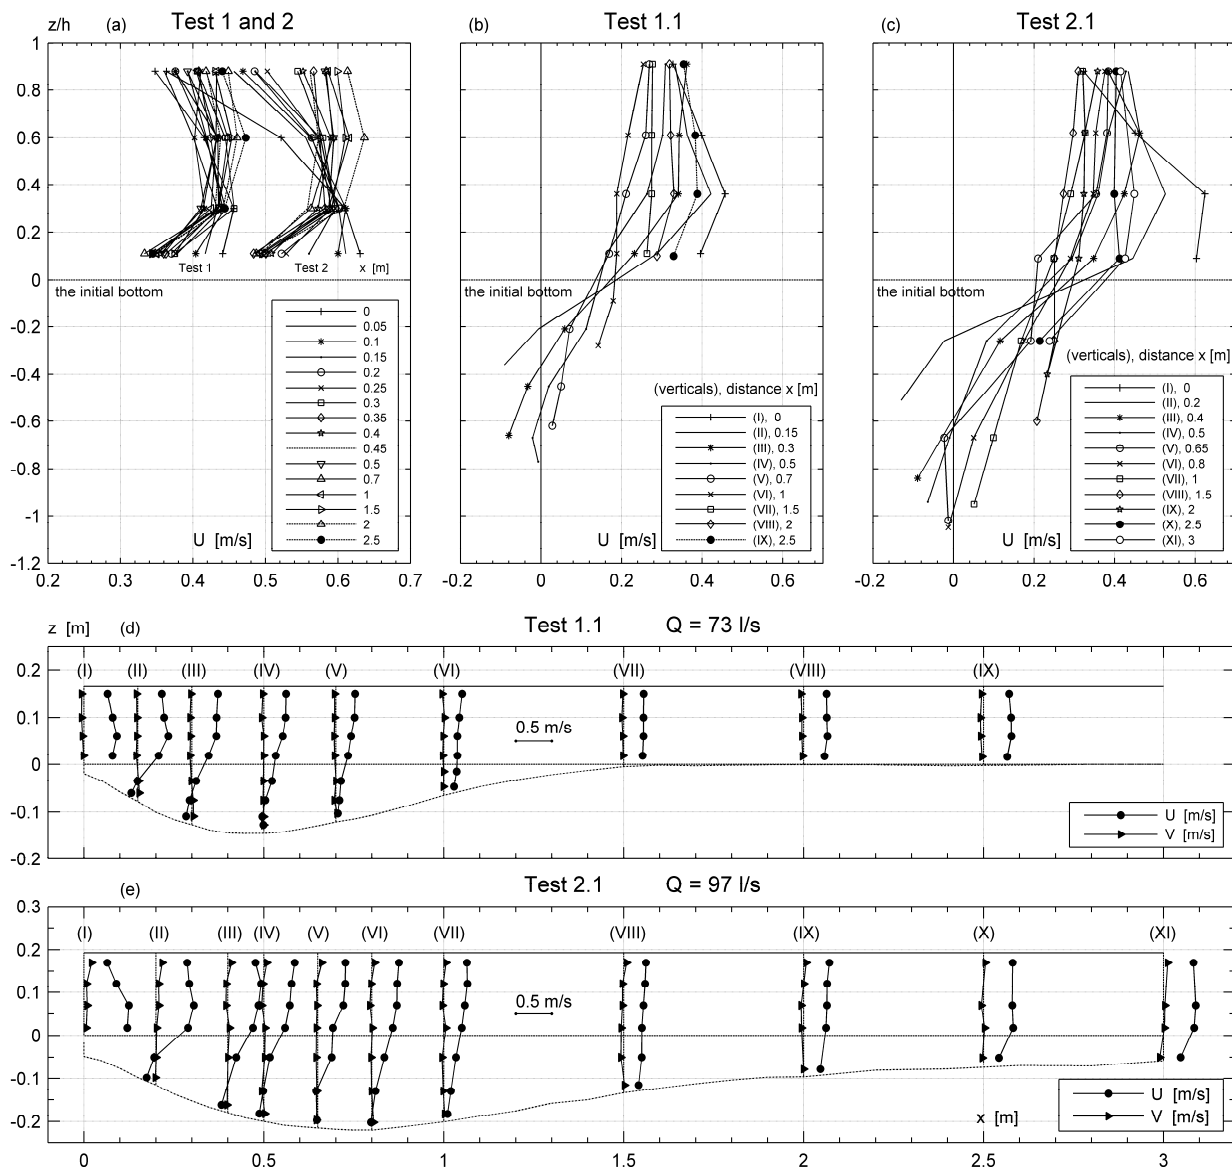 z/h (a) Test 1 and 2
1
0.8
0.6
0.4
0.2
0
-0.2
-0.4
-0.6
-0.8
-1
-1.2
Test 1 Test 2 x [m]
the initial bottom
0
0.05
0.1
0.15
0.2
0.25
0.3
0.35
0.4
0.45
0.5
0.7
1
1.5
2
2.5
U [m/s]
0.2 0.3 0.4 0.5 0.6 0.7
(b) Test 1.1
the initial bottom
(verticals), distance x [m]
(I), 0
(II), 0.15
(III), 0.3
(IV), 0.5
(V), 0.7
(VI), 1
(VII), 1.5
(VIII), 2
(IX), 2.5
U [m/s]
-0.2 0 0.2 0.4 0.6
(c) Test 2.1
the initial bottom
(verticals), distance x [m]
(I), 0
(II), 0.2
(III), 0.4
(IV), 0.5
(V), 0.65
(VI), 0.8
(VII), 1
(VIII), 1.5
(IX), 2
(X), 2.5
(XI), 3
U [m/s]
-0.2 0 0.2 0.4 0.6
z [m] (d) Test 1.1 Q = 73 l/s
(I) (II) (III) (IV) (V) (VI) (VII) (VIII) (IX)
0.2
0.1
0
-0.1
-0.2
0.5 m/s
U [m/s]
V [m/s]
(e) Test 2.1 Q = 97 l/s
(I) (II) (III) (IV) (V) (VI) (VII) (VIII) (IX) (X) (XI)
0.3
0.2
0.1
0
-0.1
-0.2
0.5 m/s
U [m/s]
V [m/s]
x [m]
0 0.5 1 1.5 2 2.5 3